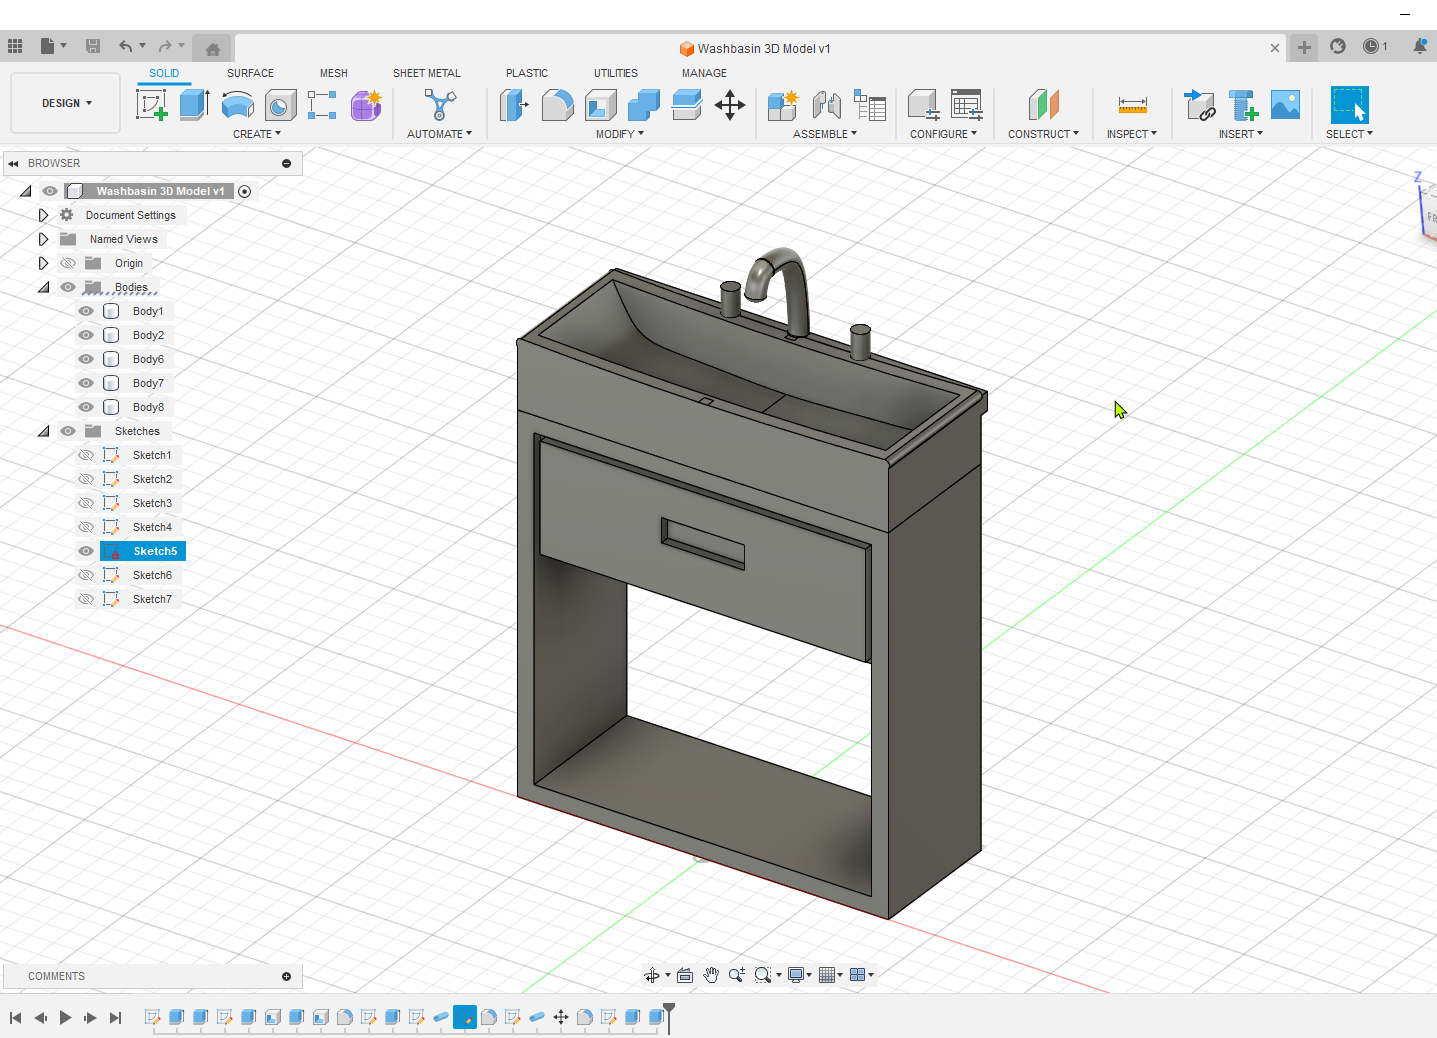 Washbasin 3D Model v1
1
DESIGN
SOLID SURFACE MESH SHEET METAL PLASTIC UTILITIES MANAGE
CREATE AUTOMATE MODIFY ASSEMBLE CONFIGURE CONSTRUCT INSPECT INSERT SELECT
BROWSER
Washbasin 3D Model v1
Document Settings
Named Views
Origin
Bodies
Body1
Body2
Body6
Body7
Body8
Sketches
Sketch1
Sketch2
Sketch3
Sketch4
Sketch5
Sketch6
Sketch7
Z
FR
COMMENTS